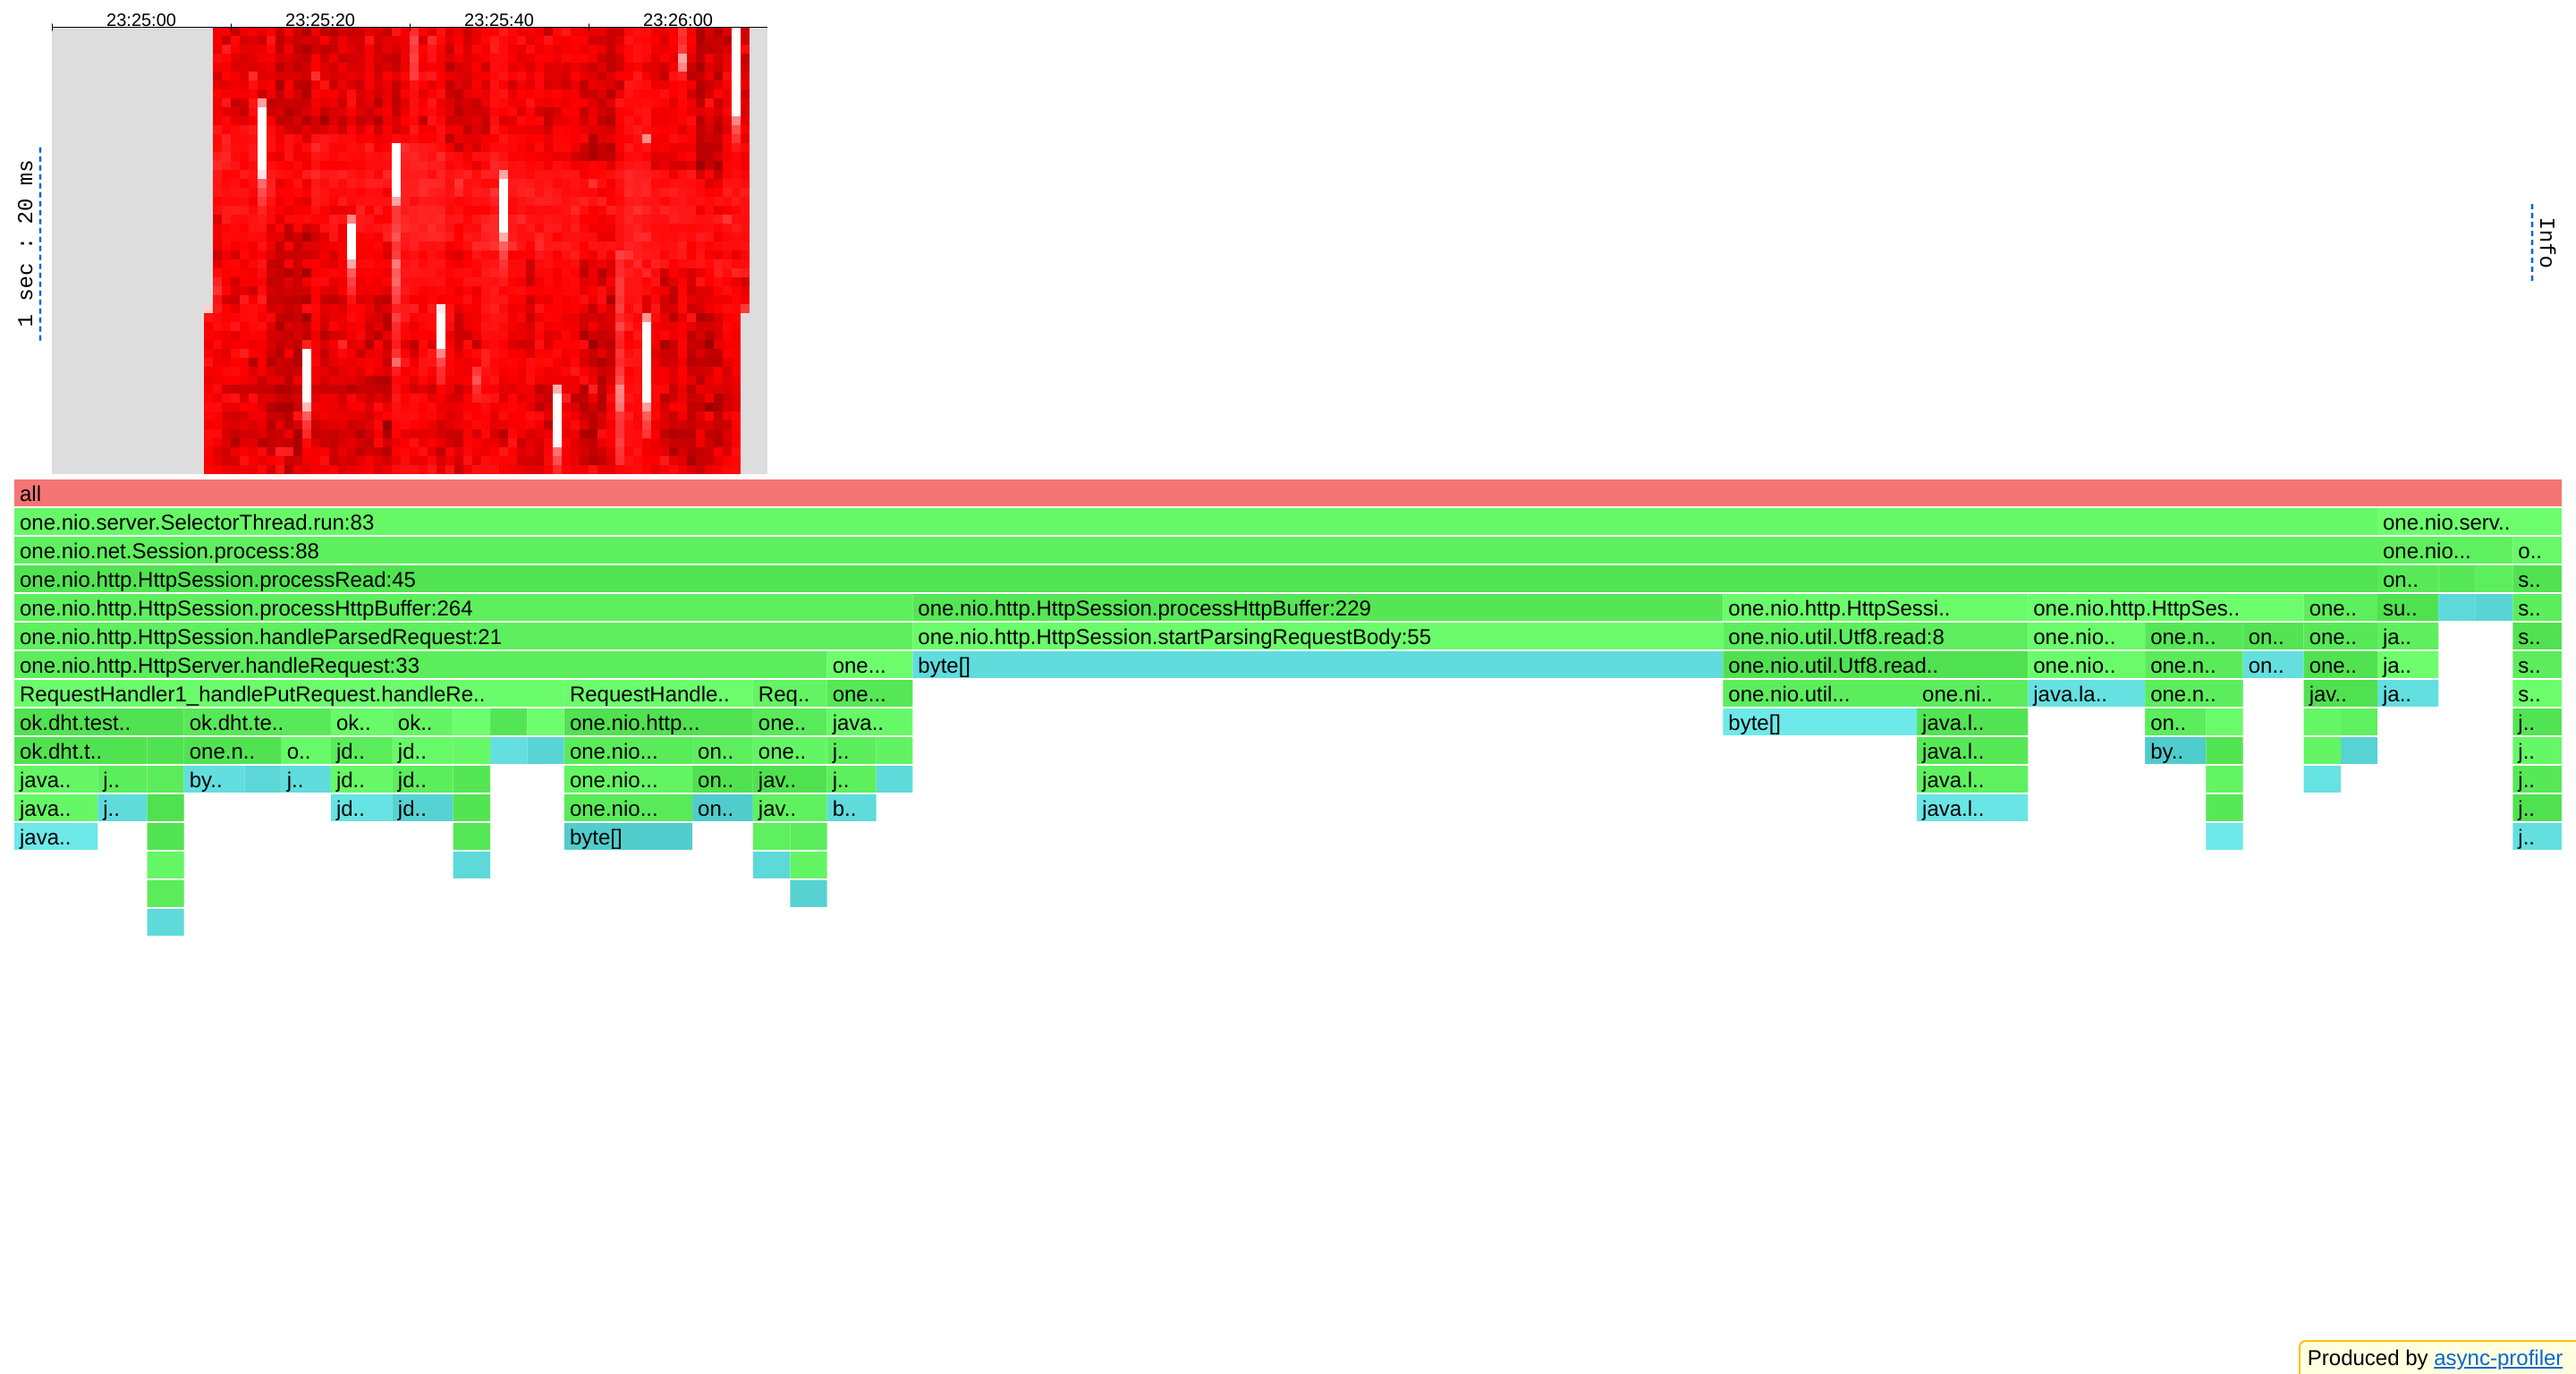 23:25:00 23:25:20 23:25:40 23:26:00
1 sec : 20 ms
Info
all
one.nio.server.SelectorThread.run:83 one.nio.serv..
one.nio.net.Session.process:88 one.nio... o..
one.nio.http.HttpSession.processRead:45 on.. s..
one.nio.http.HttpSession.processHttpBuffer:264 one.nio.http.HttpSession.processHttpBuffer:229 one.nio.http.HttpSessi.. one.nio.http.HttpSes.. one.. su.. s..
one.nio.http.HttpSession.handleParsedRequest:21 one.nio.http.HttpSession.startParsingRequestBody:55 one.nio.util.Utf8.read:8 one.nio.. one.n.. on.. one.. ja.. s..
one.nio.http.HttpServer.handleRequest:33 one... byte[] one.nio.util.Utf8.read.. one.nio.. one.n.. on.. one.. ja.. s..
RequestHandler1_handlePutRequest.handleRe.. RequestHandle.. Req.. one... one.nio.util... one.ni.. java.la.. one.n.. jav.. ja.. s..
ok.dht.test.. ok.dht.te.. ok.. ok.. one.nio.http... one.. java.. byte[] java.l.. on.. j..
ok.dht.t.. one.n.. o.. jd.. jd.. one.nio... on.. one.. j.. java.l.. by.. j..
java.. j.. by.. j.. jd.. jd.. one.nio... on.. jav.. j.. java.l.. j..
java.. j.. jd.. jd.. one.nio... on.. jav.. b.. java.l.. j..
java.. byte[] j..
Produced by async-profiler